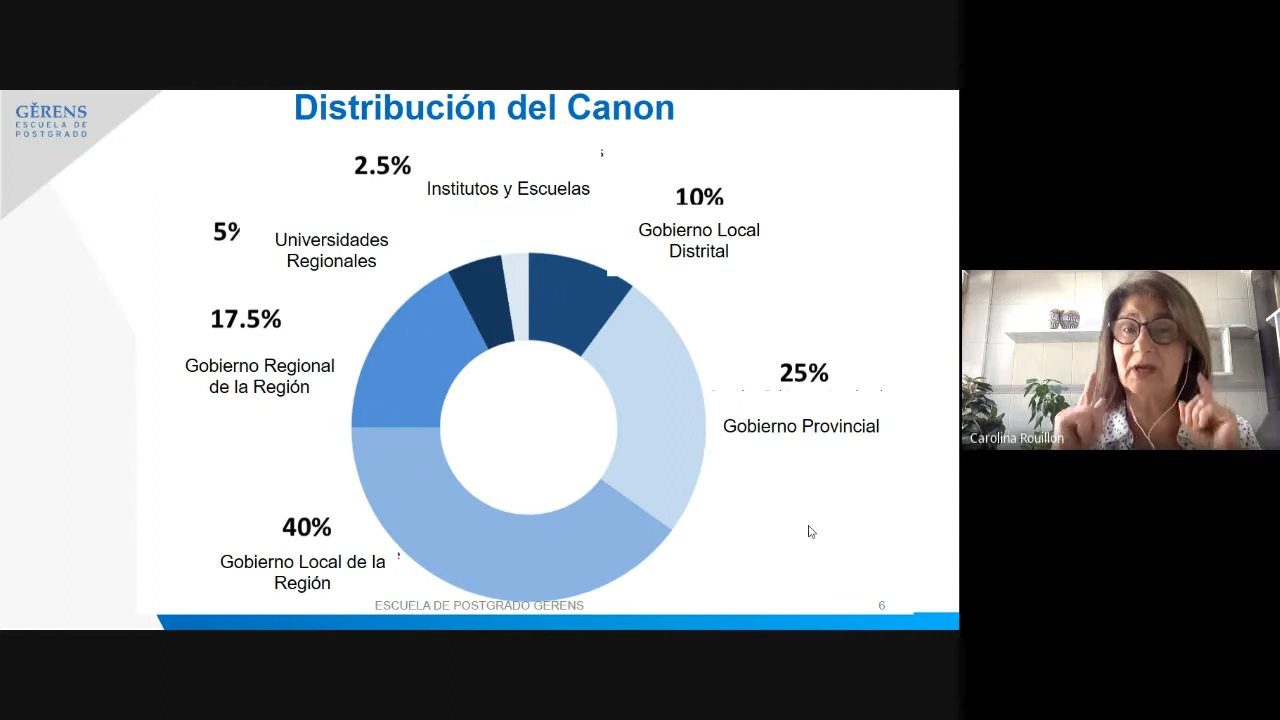 GĚRENS
ESCUELA DE
POSTGRADO
Distribución del Canon
2.5%
Institutos y Escuelas
10%
Gobierno Local
Distrital
5%
Universidades
Regionales
17.5%
Gobierno Regional
de la Región
25%
Gobierno Provincial
40%
Gobierno Local de la
Región
ESCUELA DE POSTGRADO GERENS
6
Carolina Rouillon